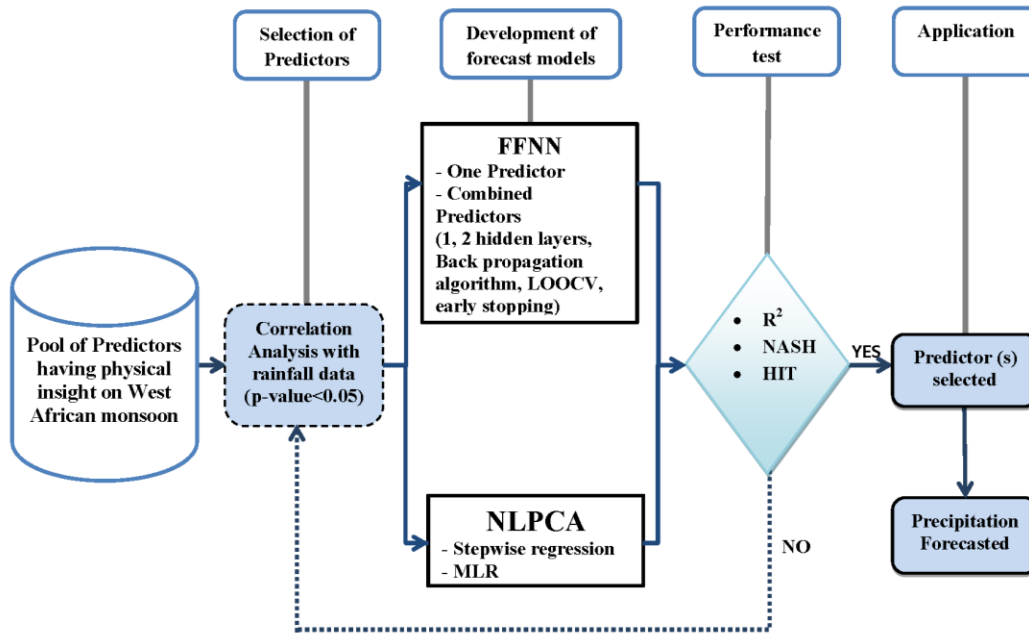 Selection of
Predictors
Development of
forecast models
Performance
test
Application
Pool of Predictors
having physical
insight on West
African monsoon
Correlation
Analysis with
rainfall data
(p-value<0.05)
FFNN
- One Predictor
- Combined
Predictors
(1, 2 hidden layers,
Back propagation
algorithm, LOOCV,
early stopping)
NLPCA
- Stepwise regression
- MLR
• R²
• NASH
• HIT
YES
NO
Predictor (s)
selected
Precipitation
Forecasted